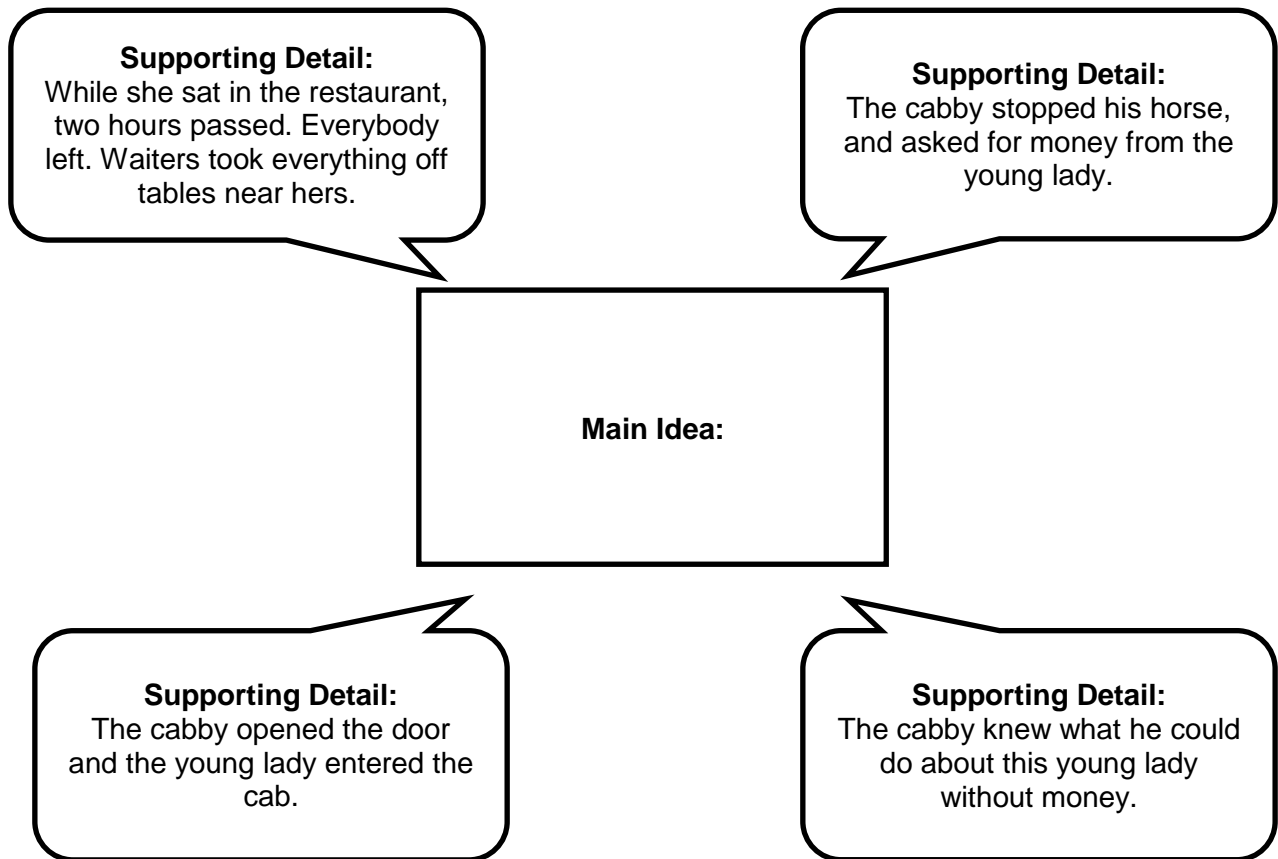 Supporting Detail:
While she sat in the restaurant,
two hours passed. Everybody
left. Waiters took everything off
tables near hers.
Supporting Detail:
The cabby stopped his horse,
and asked for money from the
young lady.
Main Idea:
Supporting Detail:
The cabby opened the door
and the young lady entered the
cab.
Supporting Detail:
The cabby knew what he could
do about this young lady
without money.